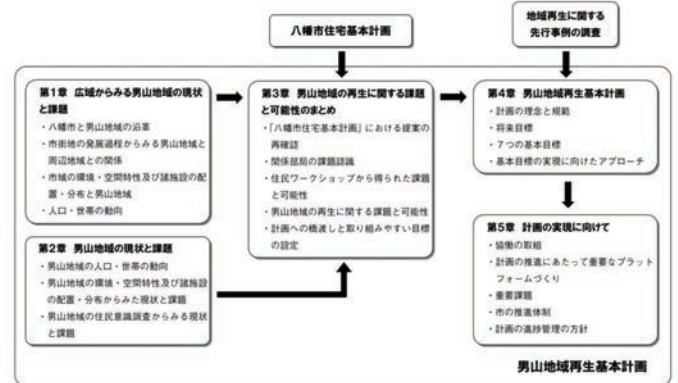 八幡市住宅基本計画
地域再生に関する
先行事例の調査
第1章 広域からみる男山地域の現状
と課題
・八幡市と男山地域の沿革
・市街地の発展過程からみる男山地域と
周辺地域との関係
・市域の環境・空間特性及び諸施設の配
置・分布と男山地域
・人口・世帯の動向
第2章 男山地域の現状と課題
・男山地域の人口・世帯の動向
・男山地域の環境・空間特性及び諸施設
の配置・分布からみた現状と課題
・男山地域の住民意識調査からみる現状
と課題
第3章 男山地域の再生に関する課題
と可能性のまとめ
・「八幡市住宅基本計画」における提案の
再確認
・関係部局の課題認識
・住民ワークショップから得られた課題
と可能性
・男山地域の再生に関する課題と可能性
・計画への橋渡しと取り組みやすい目標
の設定
第4章 男山地域再生基本計画
・計画の理念と規範
・将来目標
・7つの基本目標
・基本目標の実現に向けたアプローチ
第5章 計画の実現に向けて
・協働の取組
・計画の推進にあたって重要なプラット
フォームづくり
・重要課題
・市の推進体制
・計画の進捗管理の方針
男山地域再生基本計画